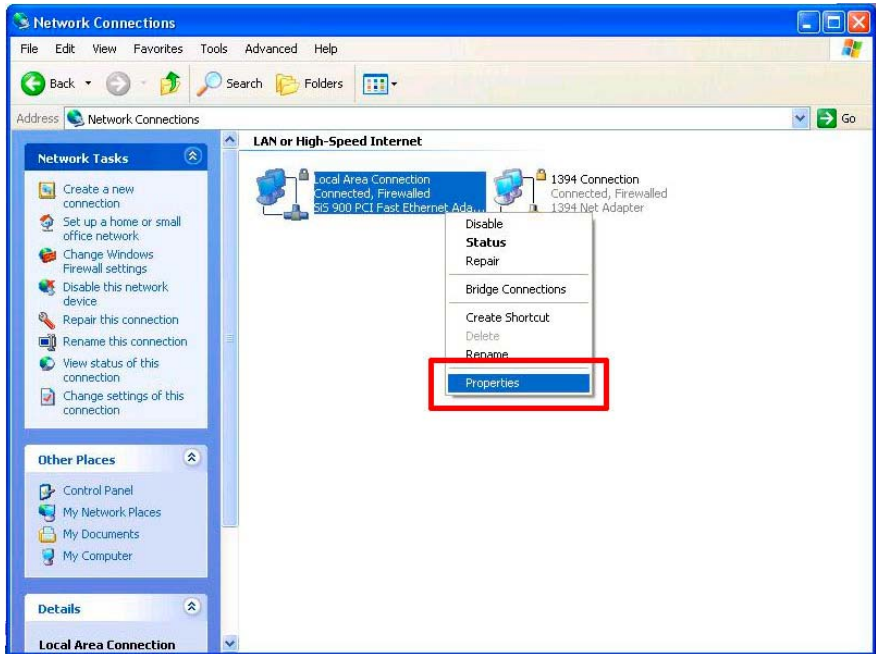 Network Connections
File Edit View Favorites Tools Advanced Help
Back Search Folders
Address Network Connections Go
Network Tasks
Create a new
connection
Set up a home or small
office network
Change Windows
Firewall settings
Disable this network
device
Repair this connection
Rename this connection
View status of this
connection
Change settings of this
connection
Other Places
Control Panel
My Network Places
My Documents
My Computer
Details
Local Area Connection
LAN or High-Speed Internet
Local Area Connection
Connected, Firewalled
SiS 900 PCI Fast Ethernet Ada...
1394 Connection
Connected, Firewalled
1394 Net Adapter
Disable
Status
Repair
Bridge Connections
Create Shortcut
Delete
Rename
Properties